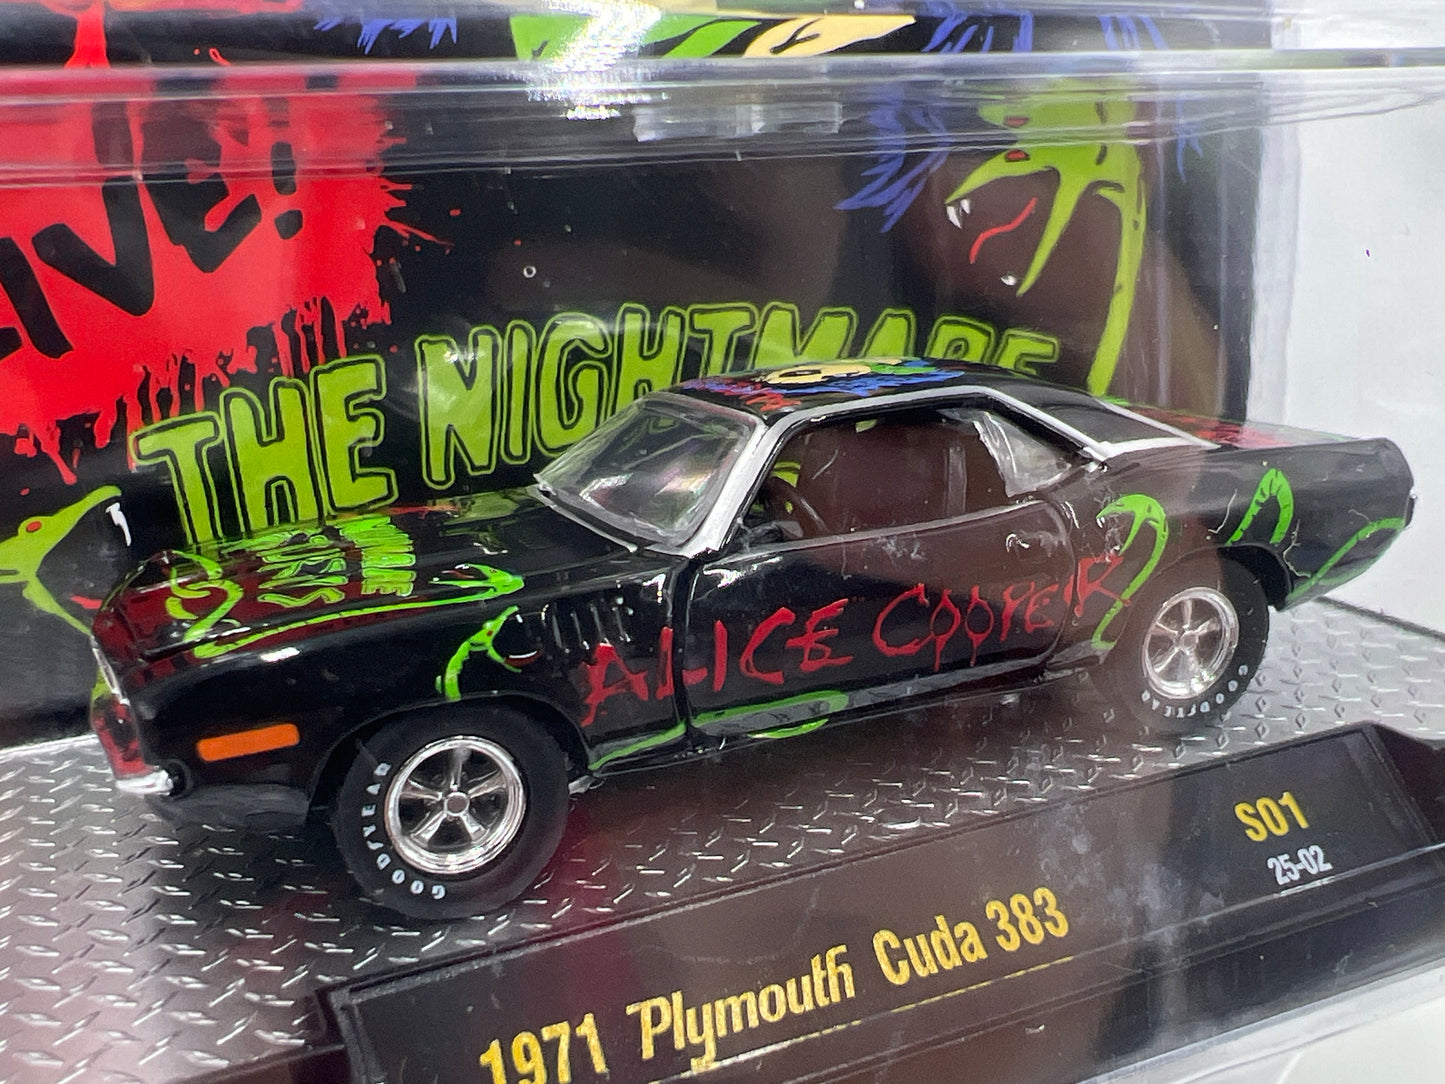 IVE!
THE NIGHTMARE
ALICE COOPER
GOODYEAR
GOODYEAR
S01
25-02
1971 Plymouth Cuda 383